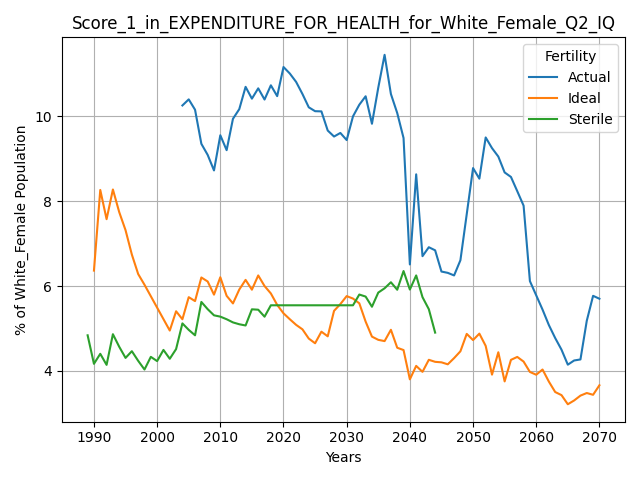 Score_1_in_EXPENDITURE_FOR_HEALTH_for_White_Female_Q2_IQ
Fertility
Actual
Ideal
Sterile
% of White_Female Population
10
8
6
4
1990 2000 2010 2020 2030 2040 2050 2060 2070
Years